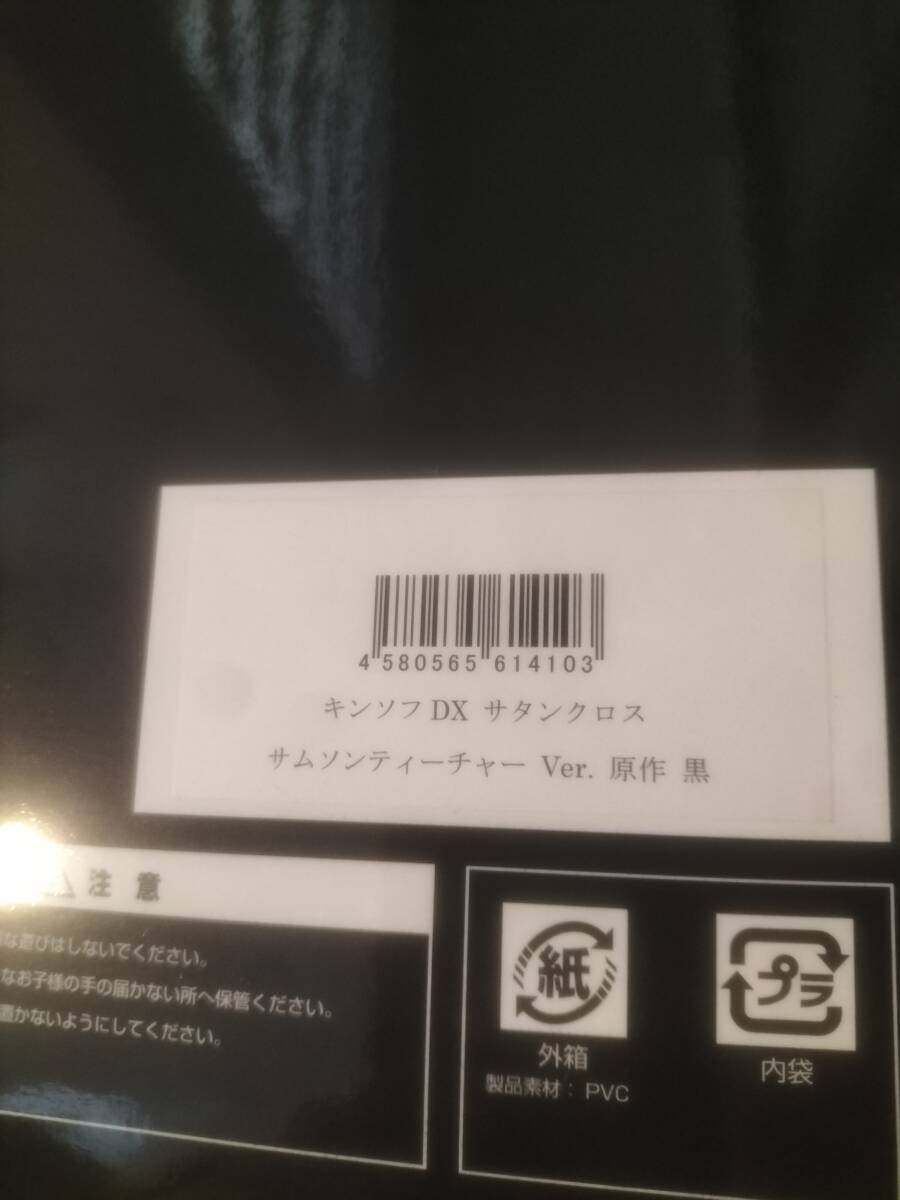 4 580565 614103
キンソフ DX サタンクロス
サムソンティーチャー Ver. 原作 黒
注 意
な遊びはしないでください。
なお子様の手の届かない所へ保管ください。
置かないようにしてください。
紙
外箱
製品素材： PVC
プラ
内袋